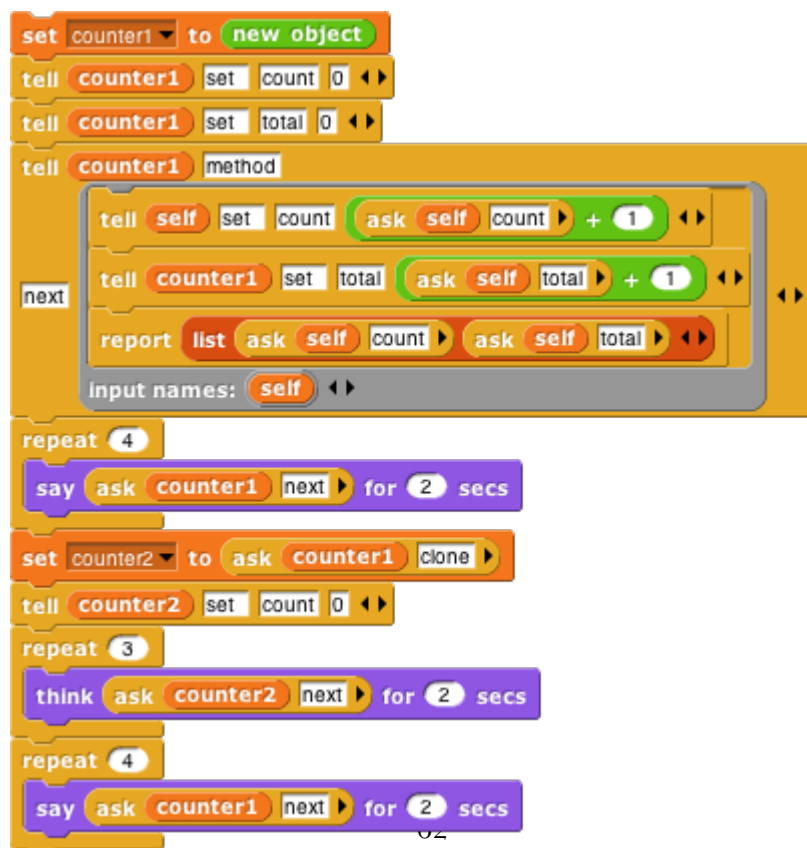 set counter1 to new object
tell counter1 set count 0
tell counter1 set total 0
tell counter1 method
tell self set count ask self count + 1
tell counter1 set total ask self total + 1
next
report list ask self count ask self total
input names: self
repeat 4
say ask counter1 next for 2 secs
set counter2 to ask counter1 clone
tell counter2 set count 0
repeat 3
think ask counter2 next for 2 secs
repeat 4
say ask counter1 next for 2 secs